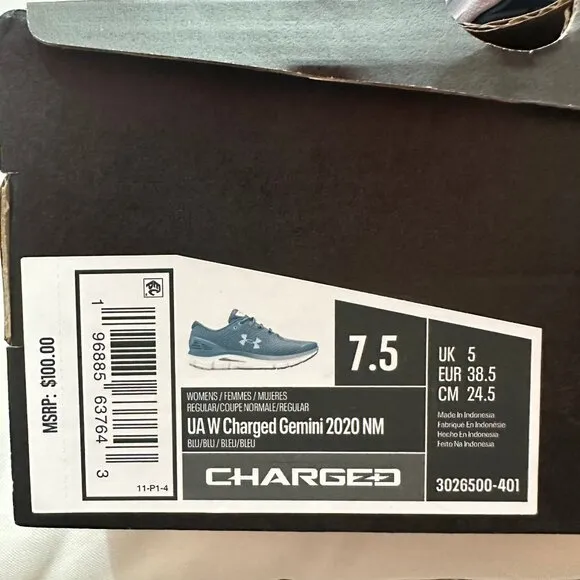 MSRP: $100.00
1 96885 63764 3
11-P1-4
WOMENS / FEMMES / MUJERES
REGULAR/COUPE NORMALE/REGULAR
UA W Charged Gemini 2020 NM
BLU/BLU / BLEU/BLEU
CHARGED
7.5
UK 5
EUR 38.5
CM 24.5
Made In Indonesia
Fabriqué En Indonésie
Hecho En Indonesia
Feito Na Indonésia
3026500-401